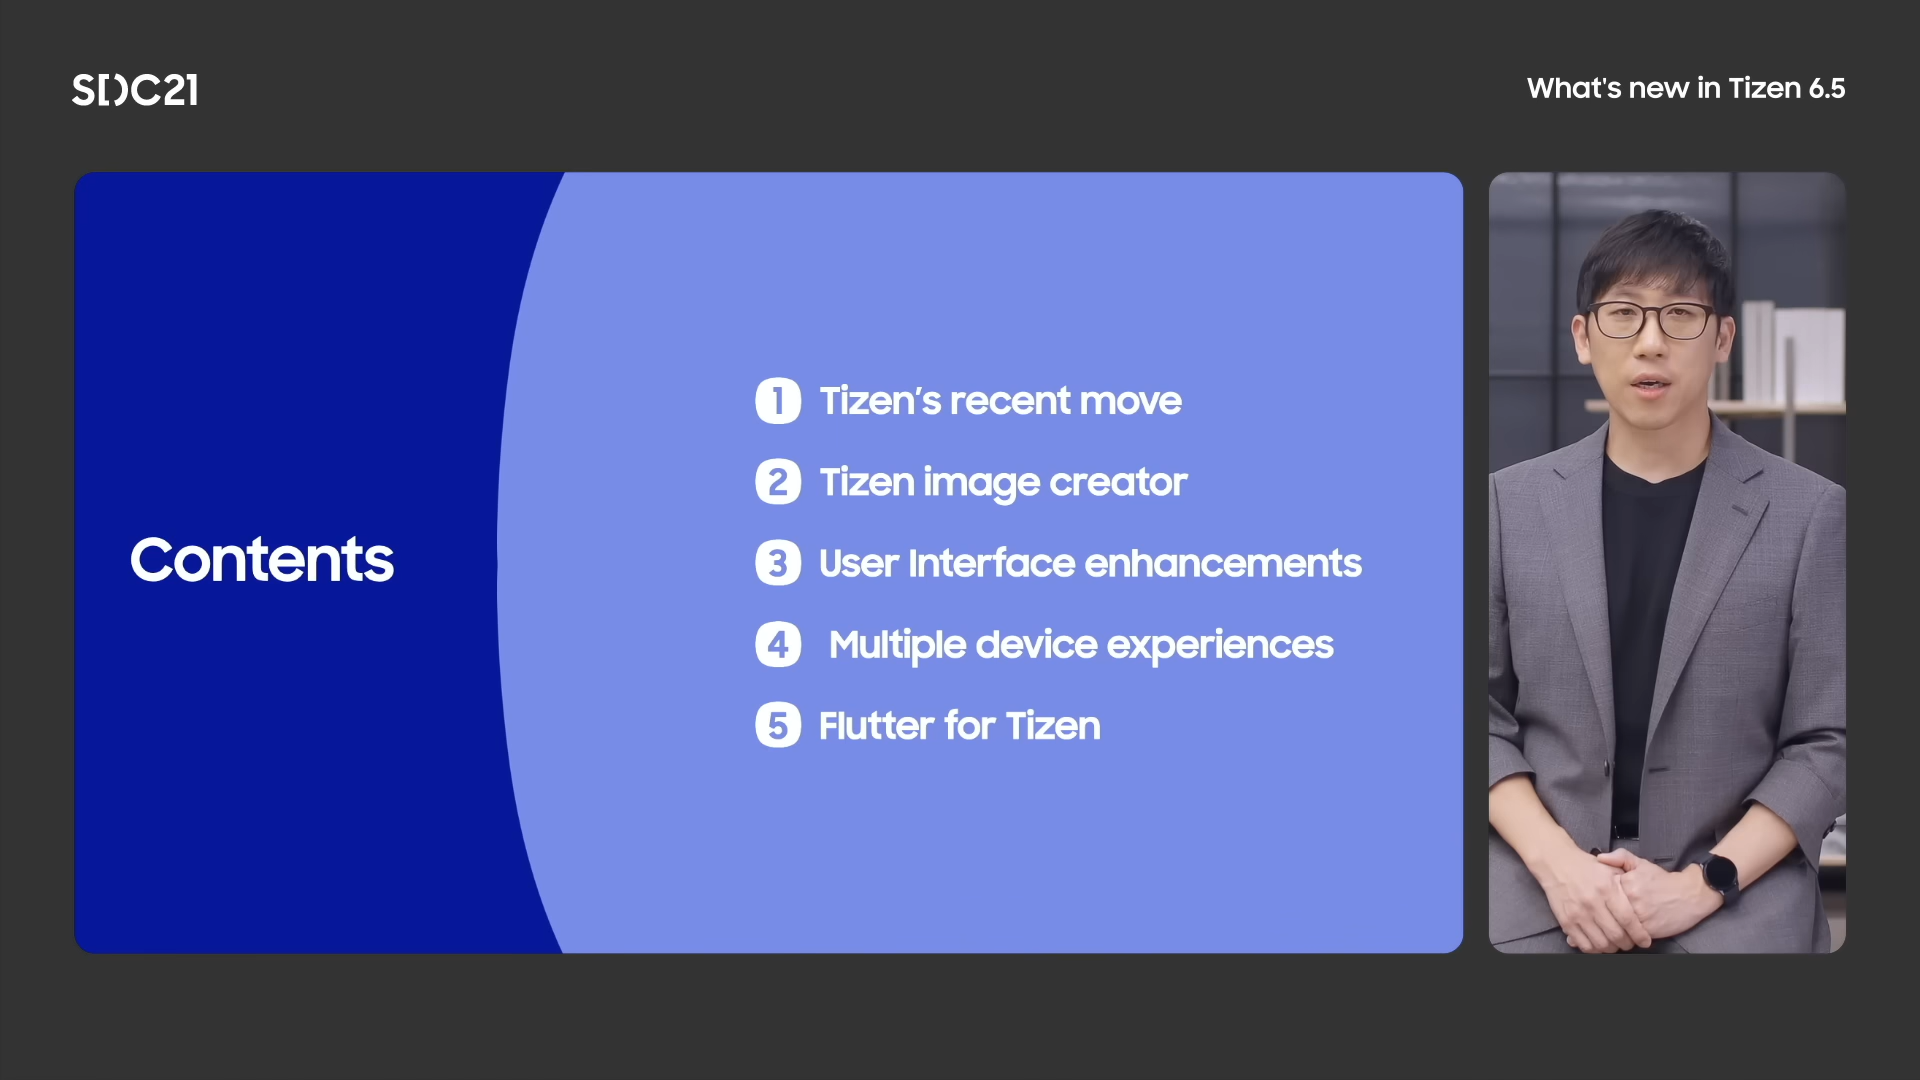 SDC21
What's new in Tizen 6.5
Contents
1 Tizen’s recent move
2 Tizen image creator
3 User Interface enhancements
4 Multiple device experiences
5 Flutter for Tizen